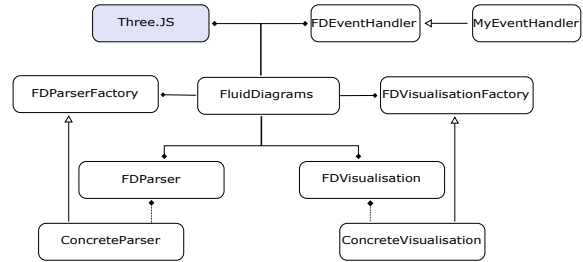 Three.JS
FDEventHandler
MyEventHandler
FDParserFactory
FluidDiagrams
FDVisualisationFactory
FDParser
FDVisualisation
ConcreteParser
ConcreteVisualisation